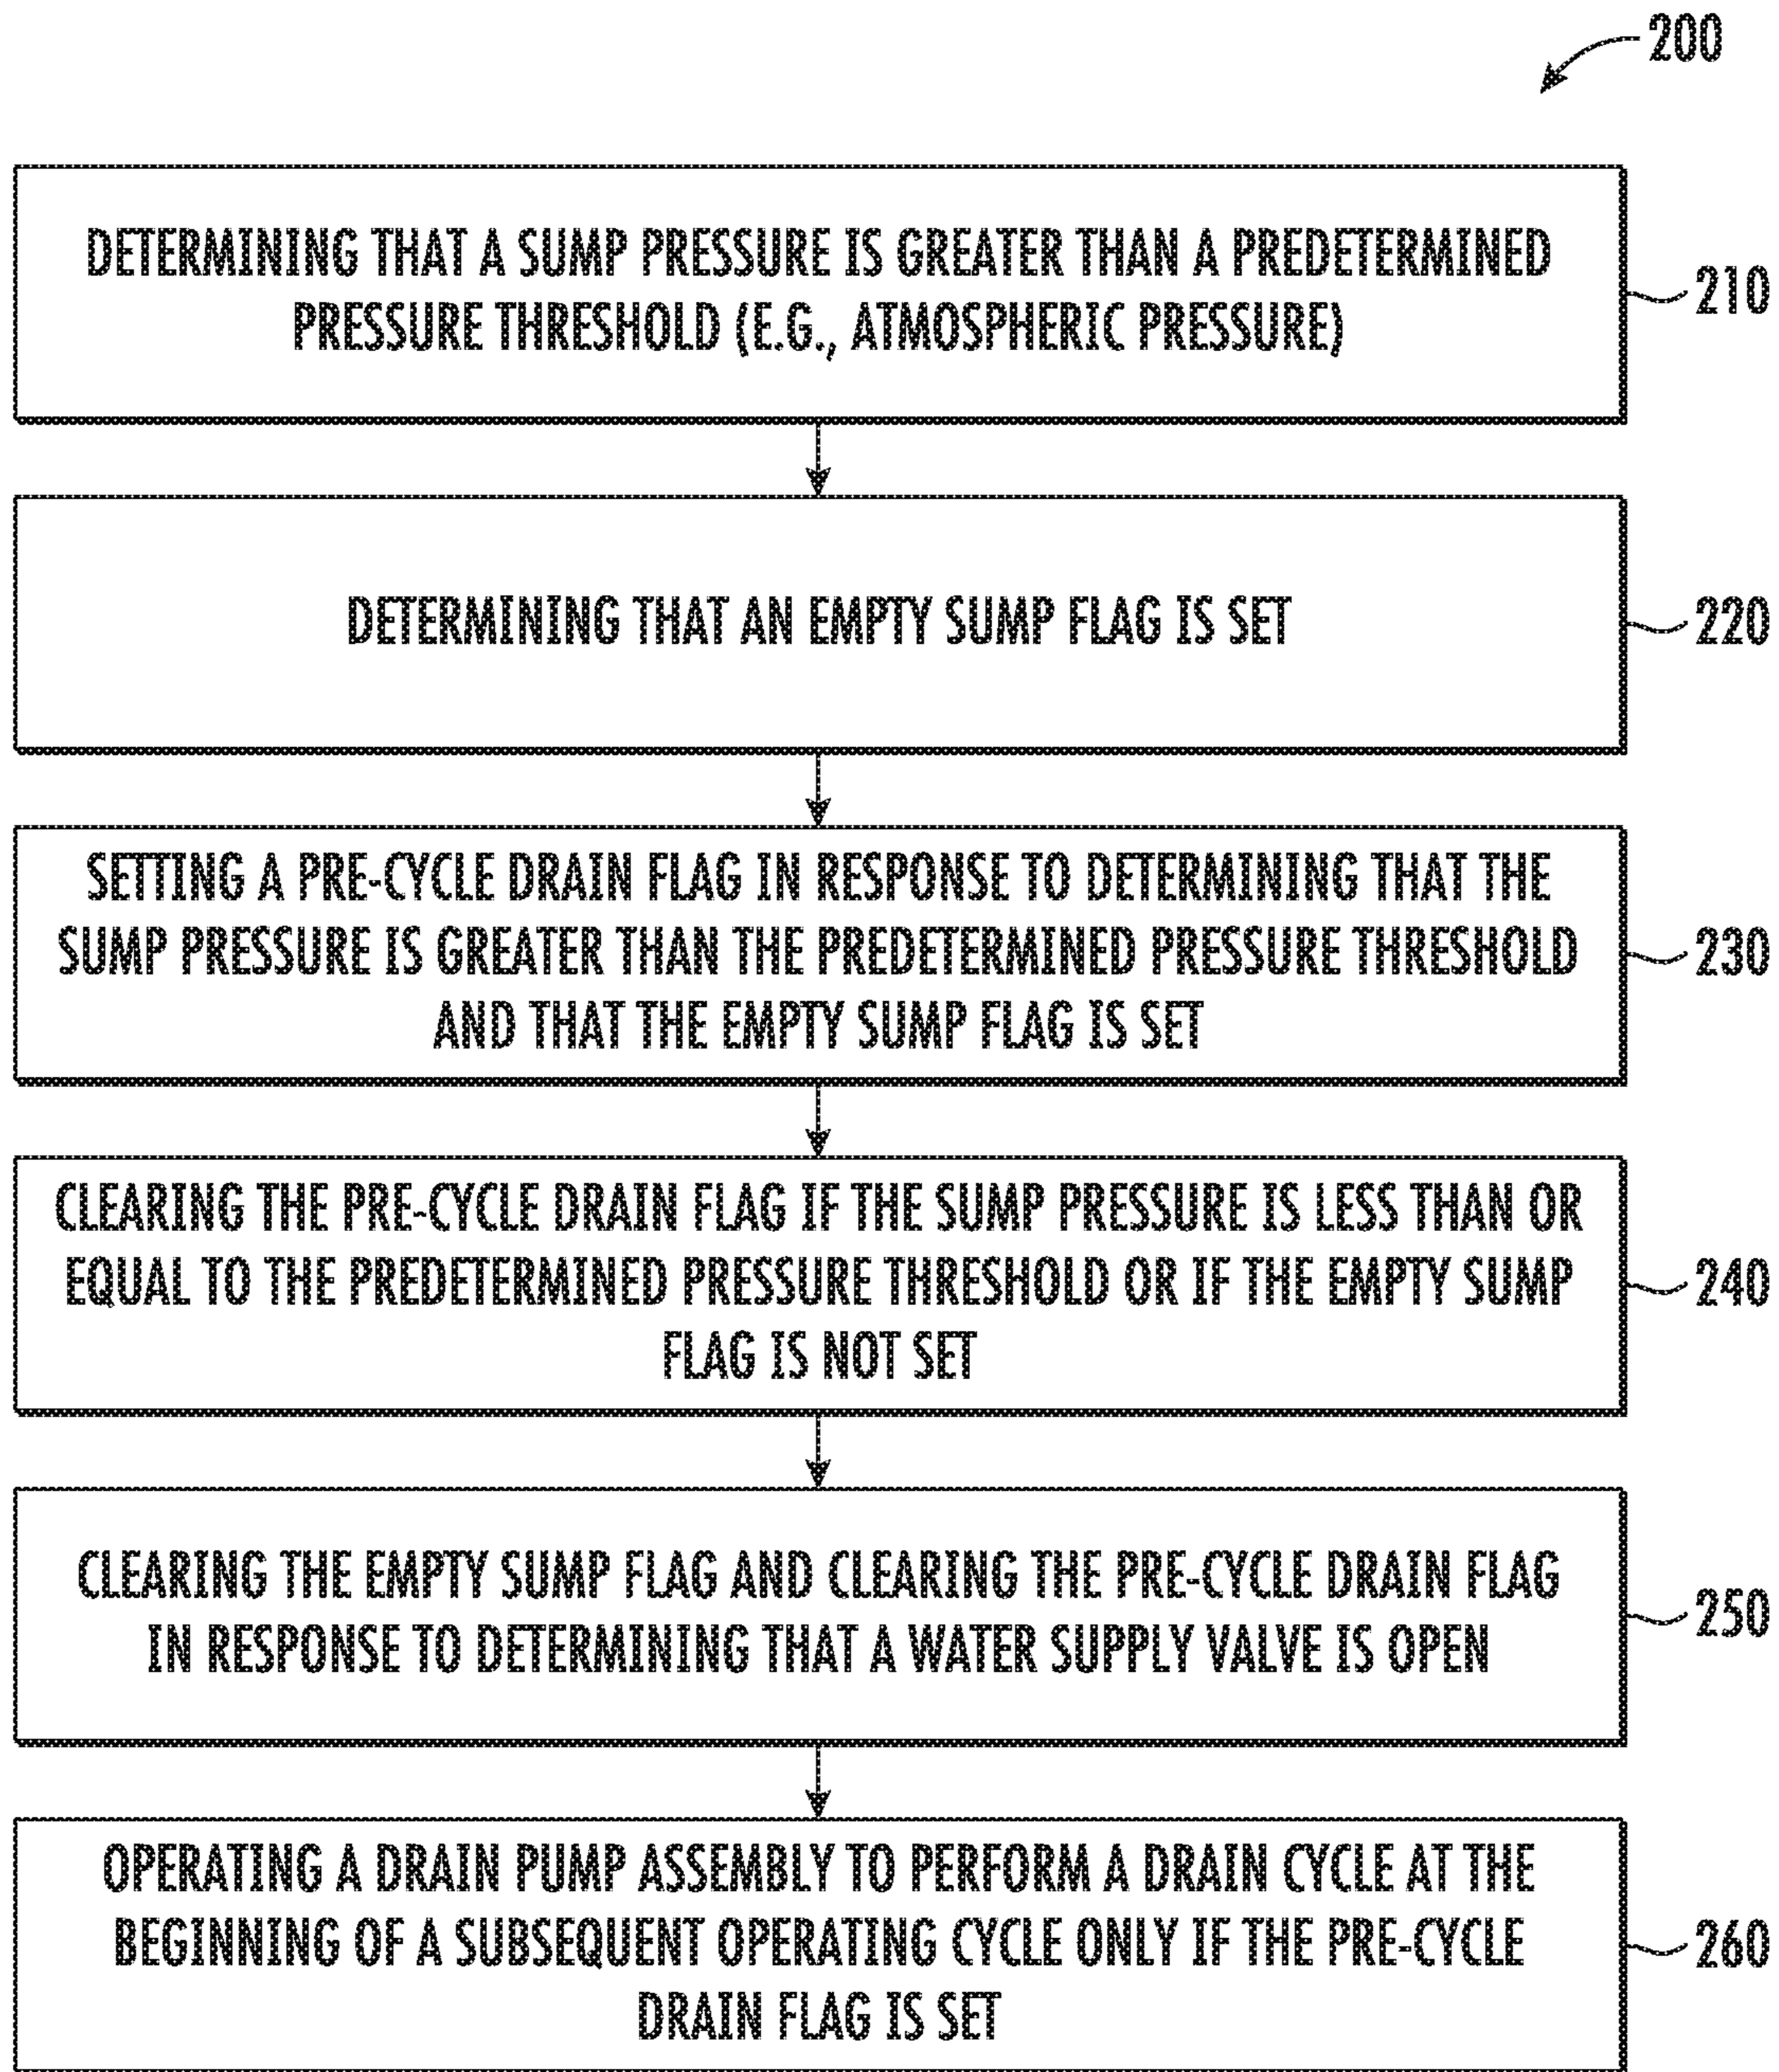 200
DETERMINING THAT A SUMP PRESSURE IS GREATER THAN A PREDETERMINED
PRESSURE THRESHOLD (E.G., ATMOSPHERIC PRESSURE)
210
DETERMINING THAT AN EMPTY SUMP FLAG IS SET
220
SETTING A PRE-CYCLE DRAIN FLAG IN RESPONSE TO DETERMINING THAT THE
SUMP PRESSURE IS GREATER THAN THE PREDETERMINED PRESSURE THRESHOLD
AND THAT THE EMPTY SUMP FLAG IS SET
230
CLEARING THE PRE-CYCLE DRAIN FLAG IF THE SUMP PRESSURE IS LESS THAN OR
EQUAL TO THE PREDETERMINED PRESSURE THRESHOLD OR IF THE EMPTY SUMP
FLAG IS NOT SET
240
CLEARING THE EMPTY SUMP FLAG AND CLEARING THE PRE-CYCLE DRAIN FLAG
IN RESPONSE TO DETERMINING THAT A WATER SUPPLY VALVE IS OPEN
250
OPERATING A DRAIN PUMP ASSEMBLY TO PERFORM A DRAIN CYCLE AT THE
BEGINNING OF A SUBSEQUENT OPERATING CYCLE ONLY IF THE PRE-CYCLE
DRAIN FLAG IS SET
260